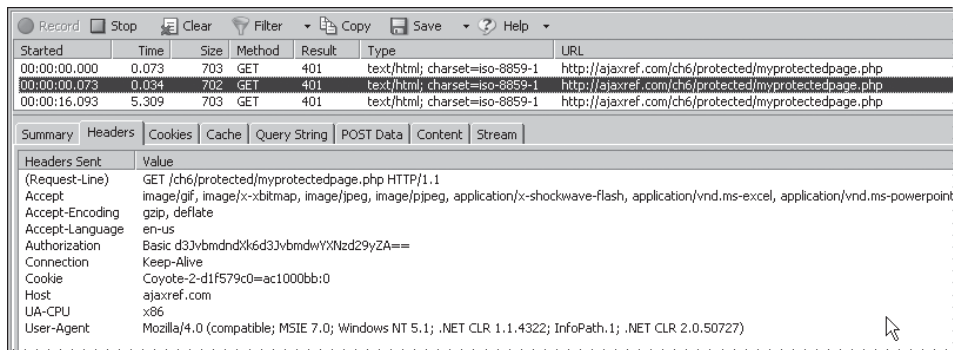 Record Stop Clear Filter Copy Save Help
Started Time Size Method Result Type URL
00:00:00.000 0.073 703 GET 401 text/html; charset=iso-8859-1 http://ajaxref.com/ch6/protected/myprotectedpage.php
00:00:00.073 0.034 702 GET 401 text/html; charset=iso-8859-1 http://ajaxref.com/ch6/protected/myprotectedpage.php
00:00:16.093 5.309 703 GET 401 text/html; charset=iso-8859-1 http://ajaxref.com/ch6/protected/myprotectedpage.php
Summary Headers Cookies Cache Query String POST Data Content Stream
Headers Sent Value
(Request-Line) GET /ch6/protected/myprotectedpage.php HTTP/1.1
Accept image/gif, image/x-xbitmap, image/jpeg, image/pjpeg, application/x-shockwave-flash, application/vnd.ms-excel, application/vnd.ms-powerpoint
Accept-Encoding gzip, deflate
Accept-Language en-us
Authorization Basic d3JvbmdndXk6d3JvbmdwYXNzd29yZA==
Connection Keep-Alive
Cookie Coyote-2-d1f579c0=ac1000bb:0
Host ajaxref.com
UA-CPU x86
User-Agent Mozilla/4.0 (compatible; MSIE 7.0; Windows NT 5.1; .NET CLR 1.1.4322; InfoPath.1; .NET CLR 2.0.50727)